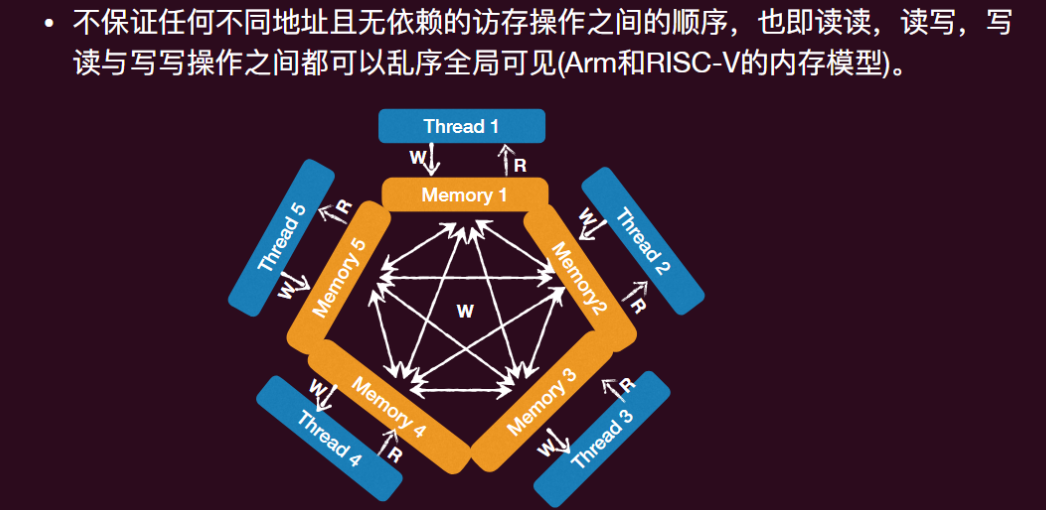 • 不保证任何不同地址且无依赖的访存操作之间的顺序，也即读读，读写，写
读与写写操作之间都可以乱序全局可见(Arm和RISC-V的内存模型)。
Thread 1
W
R
Memory 1
Thread 5
R
W
Memory 5
W
Thread 2
R
Memory2
W
Memory 4
W
R
Thread 4
Memory 3
W
R
Thread 3